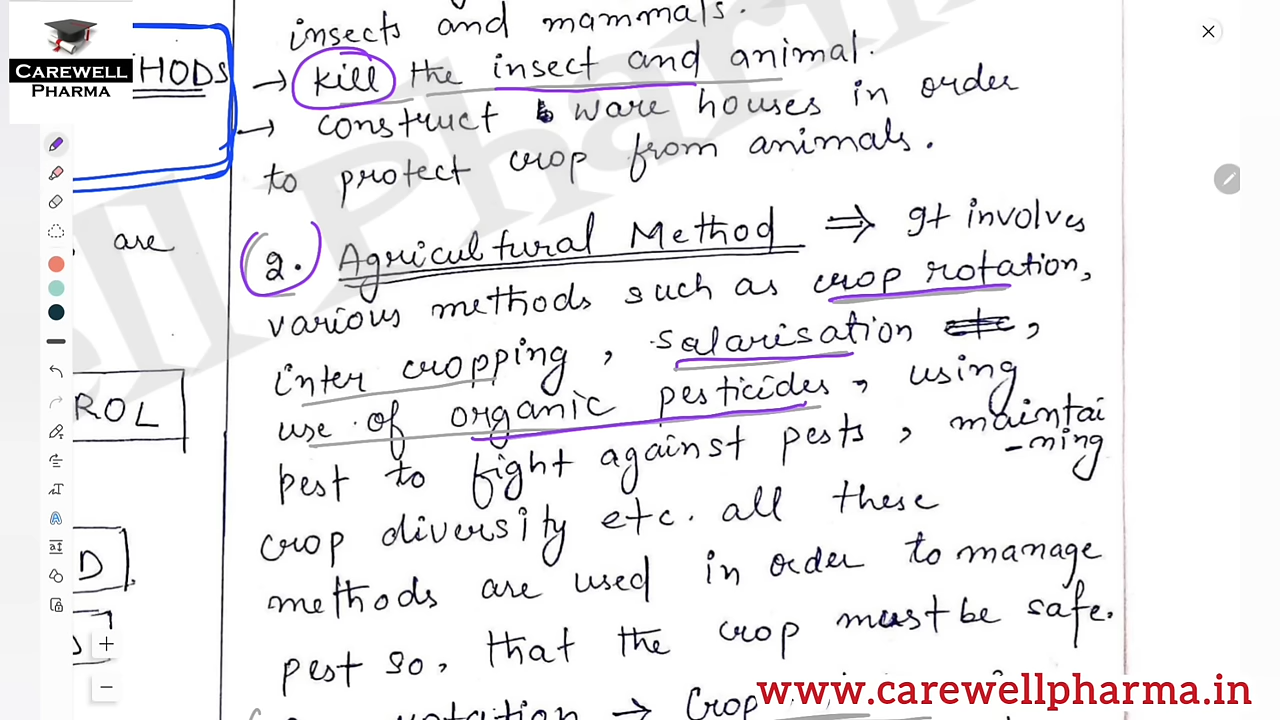 CAREWELL
PHARMA
HODS
are
ROL
D
insects and mammals.
→ kill the insect and animal.
→ construct ware houses in order
to protect crop from animals.
2. Agricultural Method ⇒ It involves
various methods such as crop rotation,
inter cropping, salarisation etc,
use of organic pesticides, using
pest to fight against pests, maintai
-ning
crop diversity etc. all these
methods are used in order to manage
pest so, that the crop must be safe.
rotation → Crop
www.carewellpharma.in